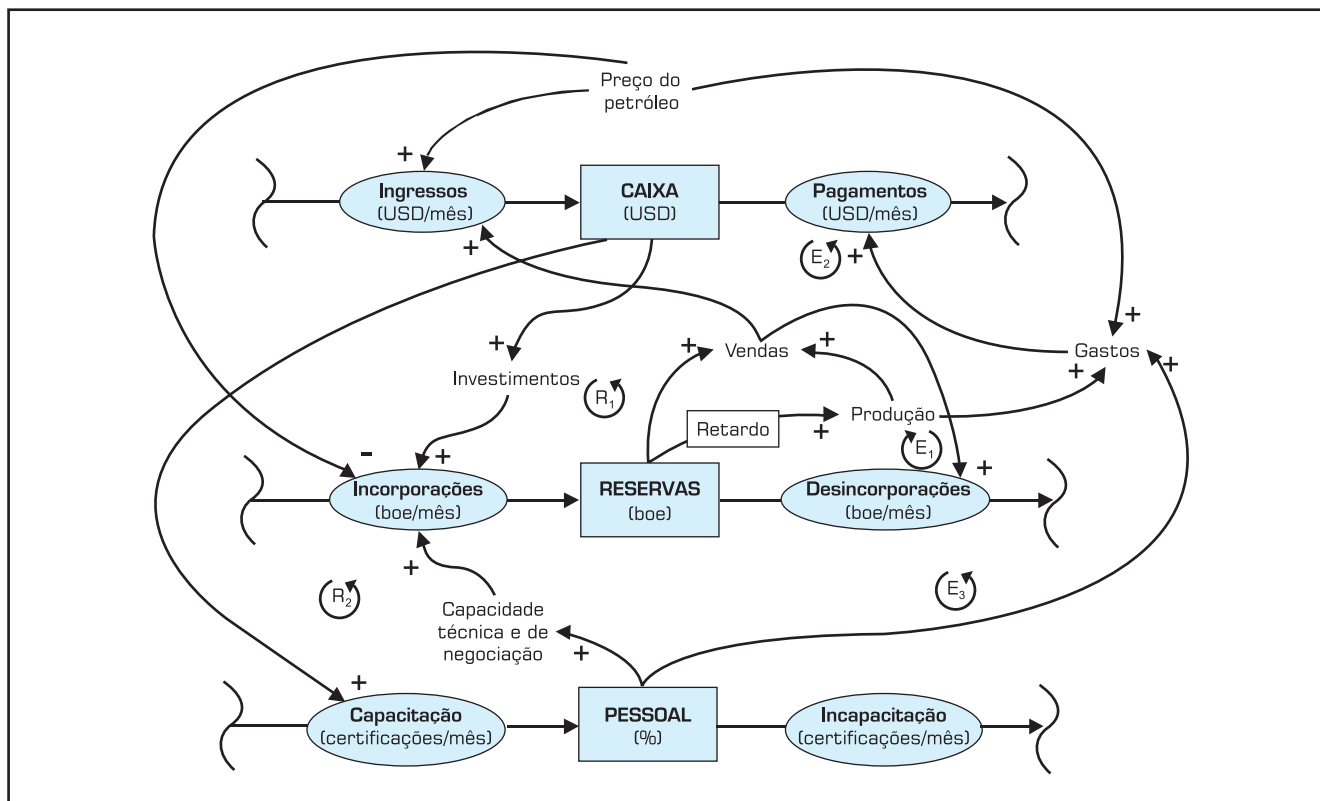 Preço do
petróleo
+
Ingressos
(USD/mês)
CAIXA
(USD)
Pagamentos
(USD/mês)
+
E2
+
+
+
Vendas
+
+
Gastos
+
+
Investimentos
R1
Retardo
+
Produção
E1
-
+
+
Incorporações
(boe/mês)
RESERVAS
(boe)
Desincorporações
(boe/mês)
+
R2
E3
Capacidade
técnica e de
negociação
+
+
Capacitação
(certificações/mês)
PESSOAL
(%)
Incapacitação
(certificações/mês)